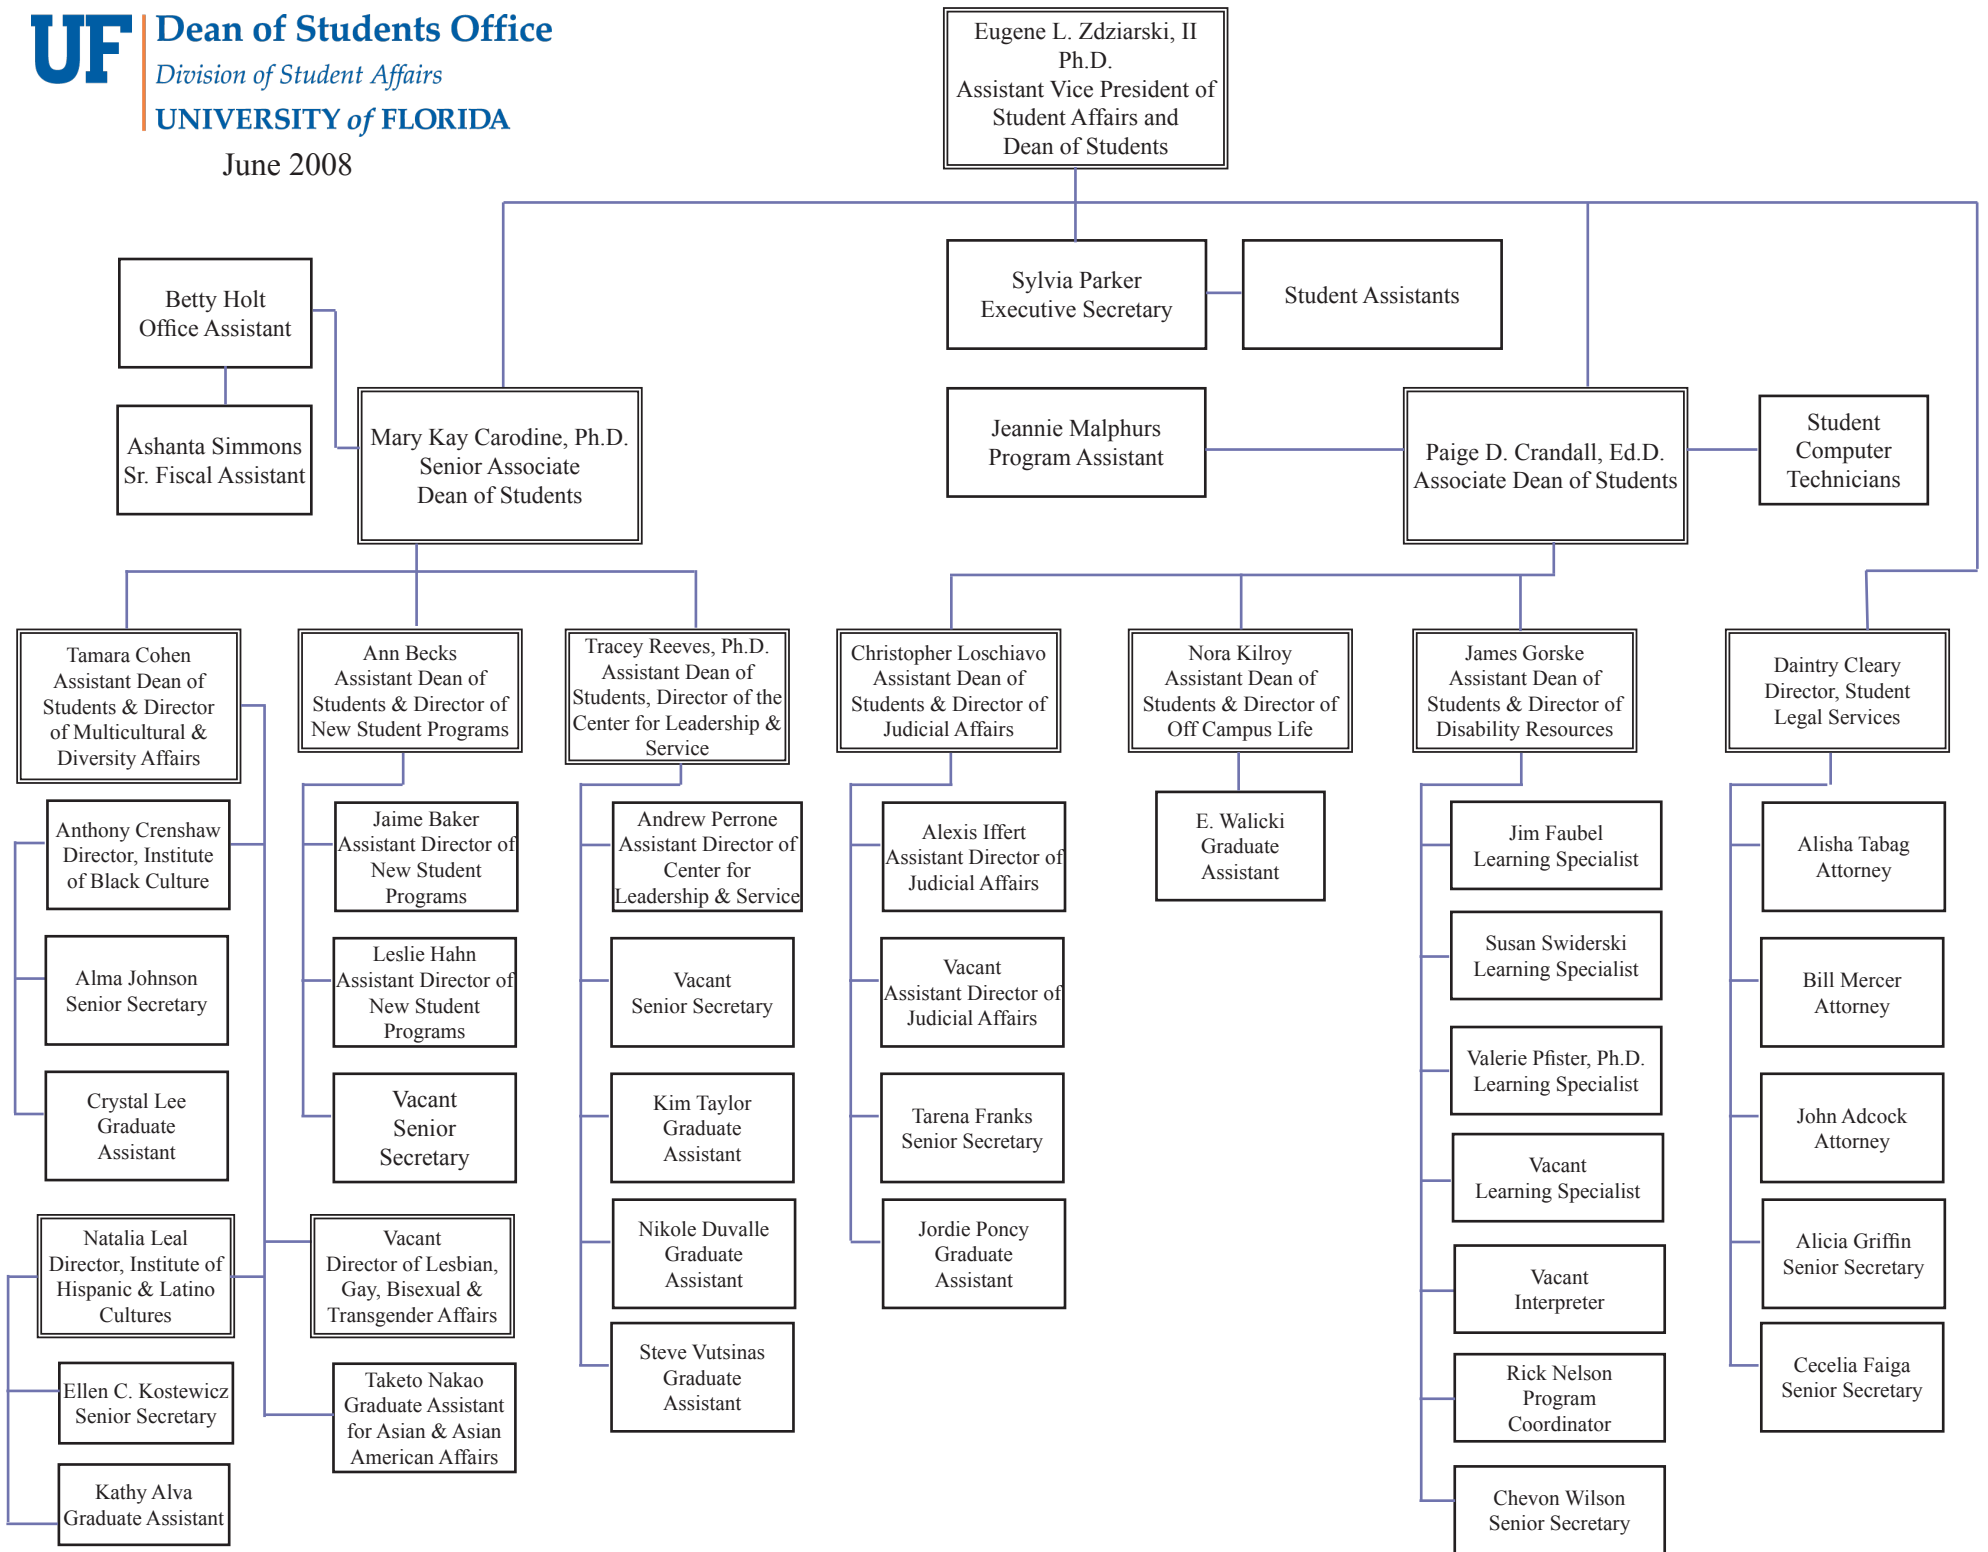 UF
Dean of Students Office
Division of Student Affairs
UNIVERSITY of FLORIDA
June 2008
Eugene L. Zdziarski, II
Ph.D.
Assistant Vice President of
Student Affairs and
Dean of Students
Betty Holt
Office Assistant
Sylvia Parker
Executive Secretary
Student Assistants
Ashanta Simmons
Sr. Fiscal Assistant
Mary Kay Carodine, Ph.D.
Senior Associate
Dean of Students
Jeannie Malphurs
Program Assistant
Paige D. Crandall, Ed.D.
Associate Dean of Students
Student
Computer
Technicians
Tamara Cohen
Assistant Dean of
Students & Director
of Multicultural &
Diversity Affairs
Ann Becks
Assistant Dean of
Students & Director of
New Student Programs
Tracey Reeves, Ph.D.
Assistant Dean of
Students, Director of the
Center for Leadership &
Service
Christopher Loschiavo
Assistant Dean of
Students & Director of
Judicial Affairs
Nora Kilroy
Assistant Dean of
Students & Director of
Off Campus Life
James Gorske
Assistant Dean of
Students & Director of
Disability Resources
Daintry Cleary
Director, Student
Legal Services
Anthony Crenshaw
Director, Institute
of Black Culture
Alma Johnson
Senior Secretary
Crystal Lee
Graduate
Assistant
Natalia Leal
Director, Institute of
Hispanic & Latino
Cultures
Ellen C. Kostewicz
Senior Secretary
Kathy Alva
Graduate Assistant
Jaime Baker
Assistant Director of
New Student
Programs
Leslie Hahn
Assistant Director of
New Student
Programs
Vacant
Senior
Secretary
Vacant
Director of Lesbian,
Gay, Bisexual &
Transgender Affairs
Taketo Nakao
Graduate Assistant
for Asian & Asian
American Affairs
Andrew Perrone
Assistant Director of
Center for
Leadership & Service
Vacant
Senior Secretary
Kim Taylor
Graduate
Assistant
Nikole Duvalle
Graduate
Assistant
Steve Vutsinas
Graduate
Assistant
Alexis Iffert
Assistant Director of
Judicial Affairs
Vacant
Assistant Director of
Judicial Affairs
Tarena Franks
Senior Secretary
Jordie Poncy
Graduate
Assistant
E. Walicki
Graduate
Assistant
Jim Faubel
Learning Specialist
Susan Swiderski
Learning Specialist
Valerie Pfister, Ph.D.
Learning Specialist
Vacant
Learning Specialist
Vacant
Interpreter
Rick Nelson
Program
Coordinator
Chevon Wilson
Senior Secretary
Alisha Tabag
Attorney
Bill Mercer
Attorney
John Adcock
Attorney
Alicia Griffin
Senior Secretary
Cecelia Faiga
Senior Secretary